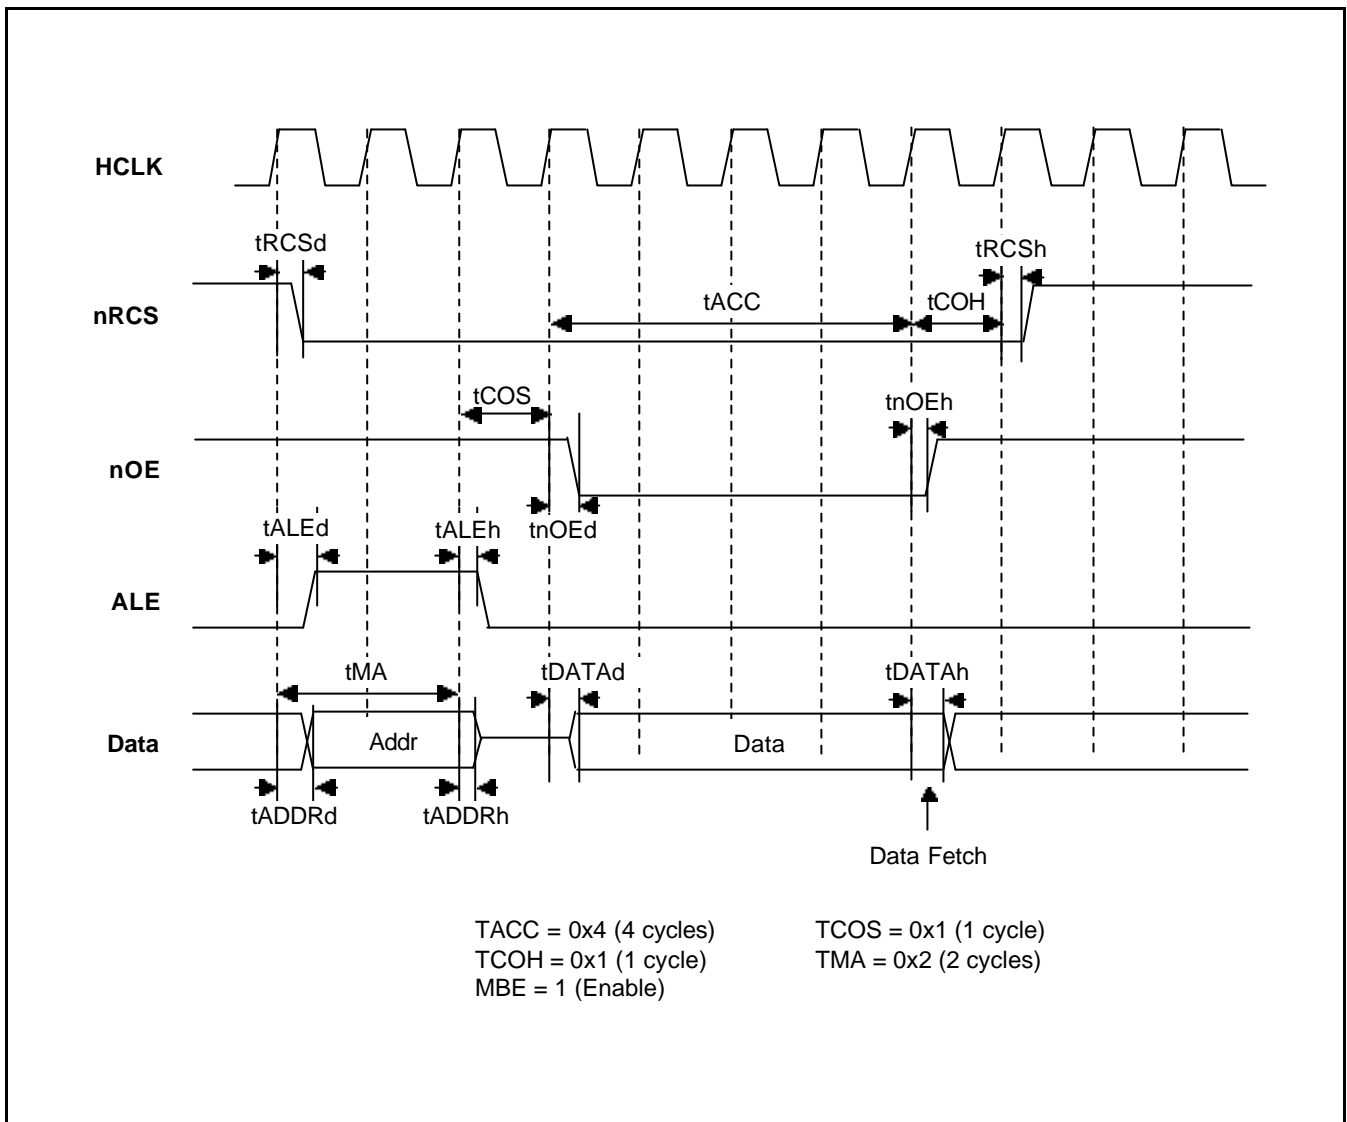 HCLK
tRCSd
tRCSh
nRCS
tACC
tCOH
tCOS
tnOEh
nOE
tALEd
tALEh
tnOEd
ALE
tMA
tDATAd
tDATAh
Data
Addr
Data
tADDRd
tADDRh
Data Fetch
TACC = 0x4 (4 cycles)
TCOS = 0x1 (1 cycle)
TCOH = 0x1 (1 cycle)
TMA = 0x2 (2 cycles)
MBE = 1 (Enable)